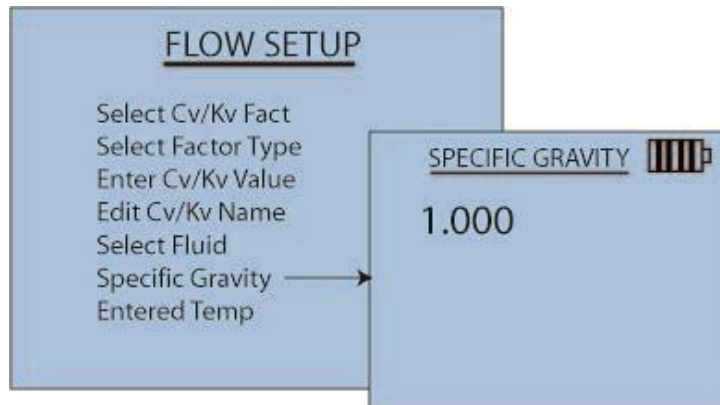 FLOW SETUP
Select Cv/Kv Fact
Select Factor Type
Enter Cv/Kv Value
Edit Cv/Kv Name
Select Fluid
Specific Gravity
Entered Temp
SPECIFIC GRAVITY
1.000